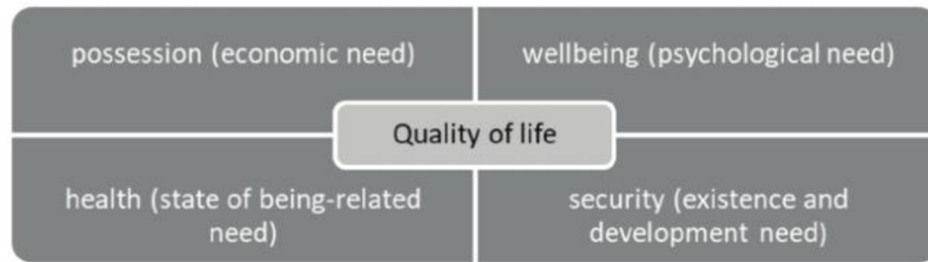 possession (economic need)
wellbeing (psychological need)
Quality of life
health (state of being-related
need)
security (existence and
development need)